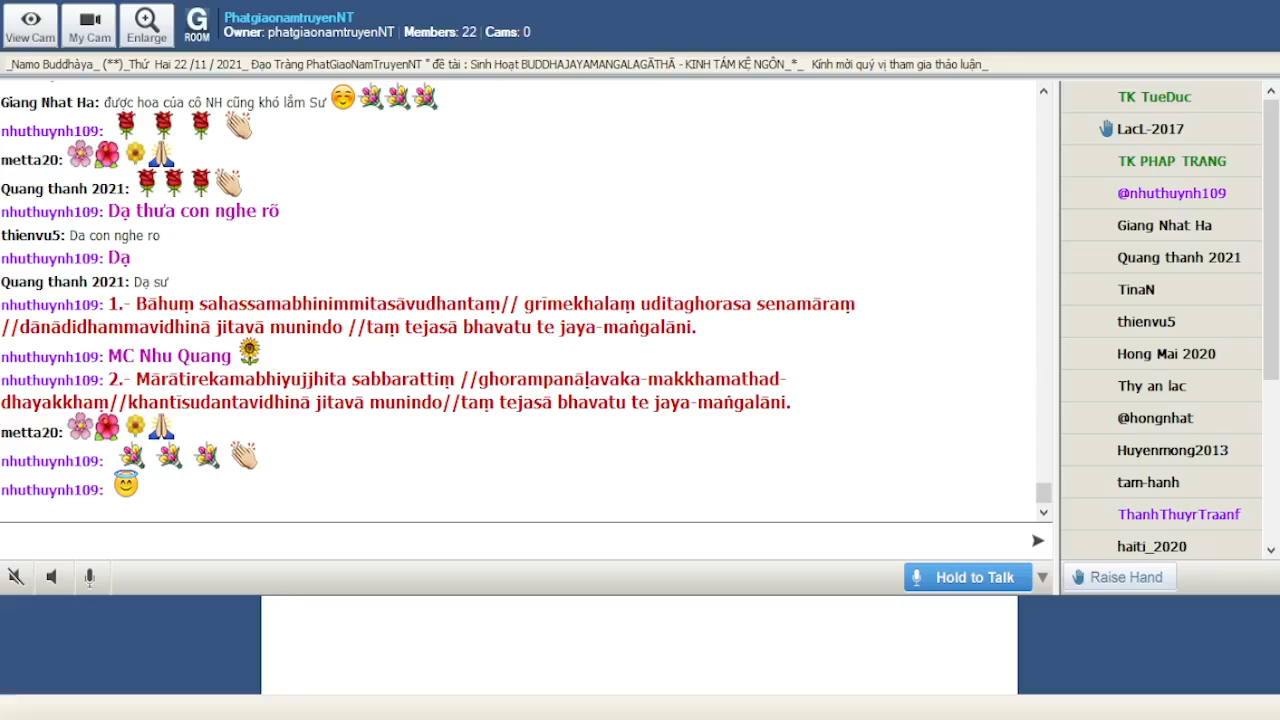 View Cam
My Cam
Enlarge
G
ROOM
PhatgiaonamtruyenNT
Owner: phatgiaonamtruyenNT | Members: 22 | Cams: 0
_Namo Buddhàya_ (**)_Thứ Hai 22 /11 / 2021_ Đạo Tràng PhatGiaoNamTruyenNT " đề tài : Sinh Hoạt BUDDHAJAYAMANGALAGĀTHĀ - KINH TÁM KỆ NGÔN_*_ Kính mời quý vị tham gia thảo luận_
Giang Nhat Ha: được hoa của cô NH cũng khó lắm Sư
nhuthuynh109:
metta20:
Quang thanh 2021:
nhuthuynh109: Dạ thưa con nghe rõ
thienvu5: Da con nghe ro
nhuthuynh109: Dạ
Quang thanh 2021: Dạ sư
nhuthuynh109: 1.- Bāhuṃ sahassamabhinimmitasāvudhantaṃ// grīmekhalaṃ uditaghorasa senamāraṃ
//dānādidhammavidhinā jitavā munindo //taṃ tejasā bhavatu te jaya-maṅgalāni.
nhuthuynh109: MC Nhu Quang
nhuthuynh109: 2.- Mārātirekamabhiyujjhita sabbarattiṃ //ghorampanāḷavaka-makkhamathad-
dhayakkhaṃ//khantīsudantavidhinā jitavā munindo//taṃ tejasā bhavatu te jaya-maṅgalāni.
metta20:
nhuthuynh109:
nhuthuynh109:
Hold to Talk
TK TueDuc
LacL-2017
TK PHAP TRANG
@nhuthuynh109
Giang Nhat Ha
Quang thanh 2021
TinaN
thienvu5
Hong Mai 2020
Thy an lac
@hongnhat
Huyenmong2013
tam-hanh
ThanhThuyrTraanf
haiti_2020
Raise Hand